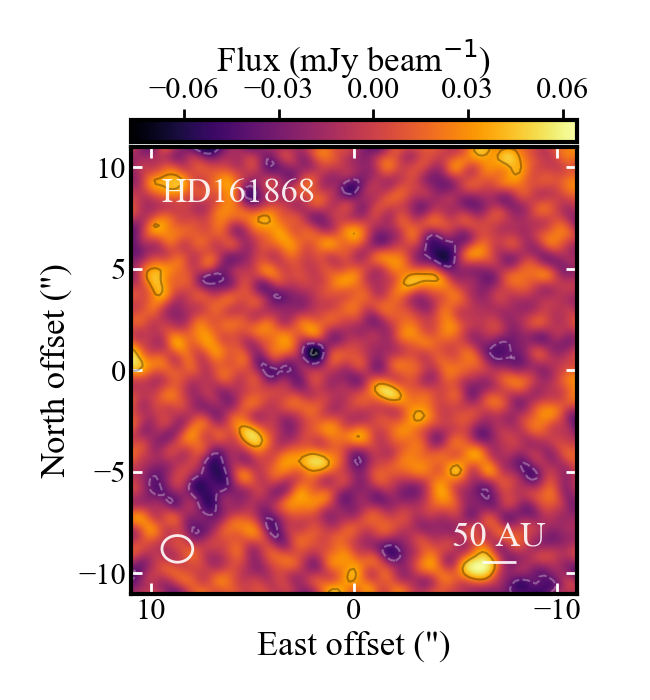 Flux (mJy beam⁻¹)
−0.06 −0.03 0.00 0.03 0.06
HD161868
10
5
0
−5
−10
North offset (")
50 AU
10 0 −10
East offset (")